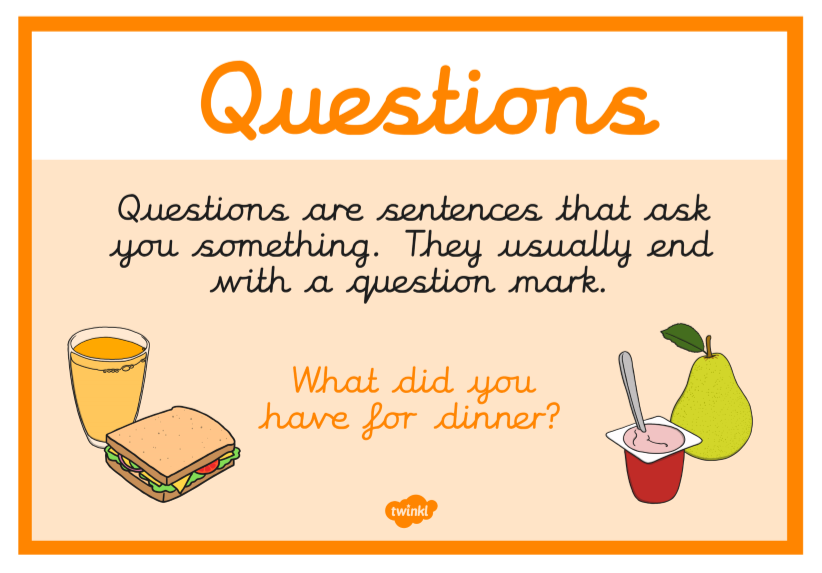 Questions
Questions are sentences that ask
you something. They usually end
with a question mark.
What did you
have for dinner?
twinkl